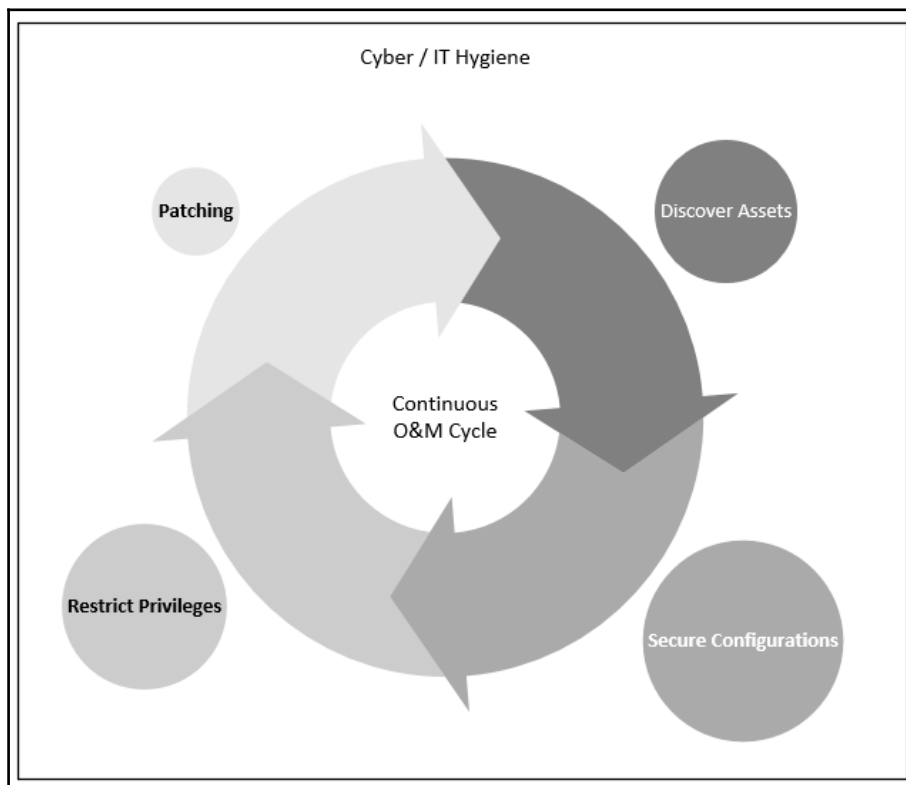 Cyber / IT Hygiene
Patching
Discover Assets
Continuous
O&M Cycle
Restrict Privileges
Secure Configurations